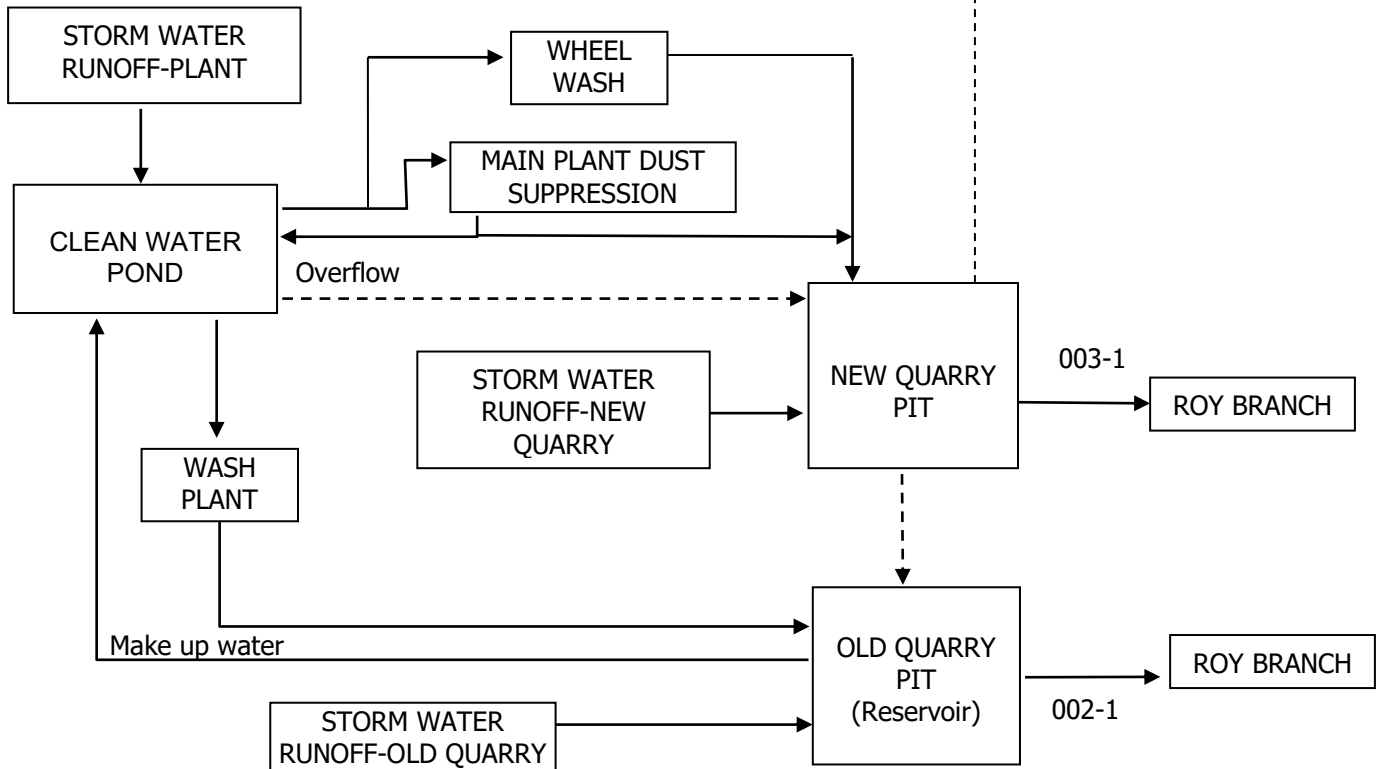 STORM WATER
RUNOFF-PLANT
WHEEL
WASH
MAIN PLANT DUST
SUPPRESSION
CLEAN WATER
POND
Overflow
STORM WATER
RUNOFF-NEW
QUARRY
NEW QUARRY
PIT
003-1
ROY BRANCH
WASH
PLANT
Make up water
OLD QUARRY
PIT
(Reservoir)
ROY BRANCH
002-1
STORM WATER
RUNOFF-OLD QUARRY